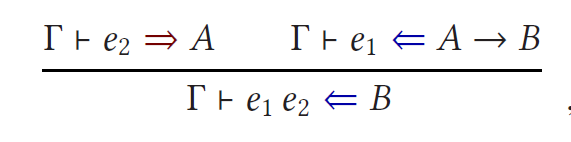 Γ ⊢ e₂ ⇒ A Γ ⊢ e₁ ⇐ A → B
Γ ⊢ e₁ e₂ ⇐ B ,